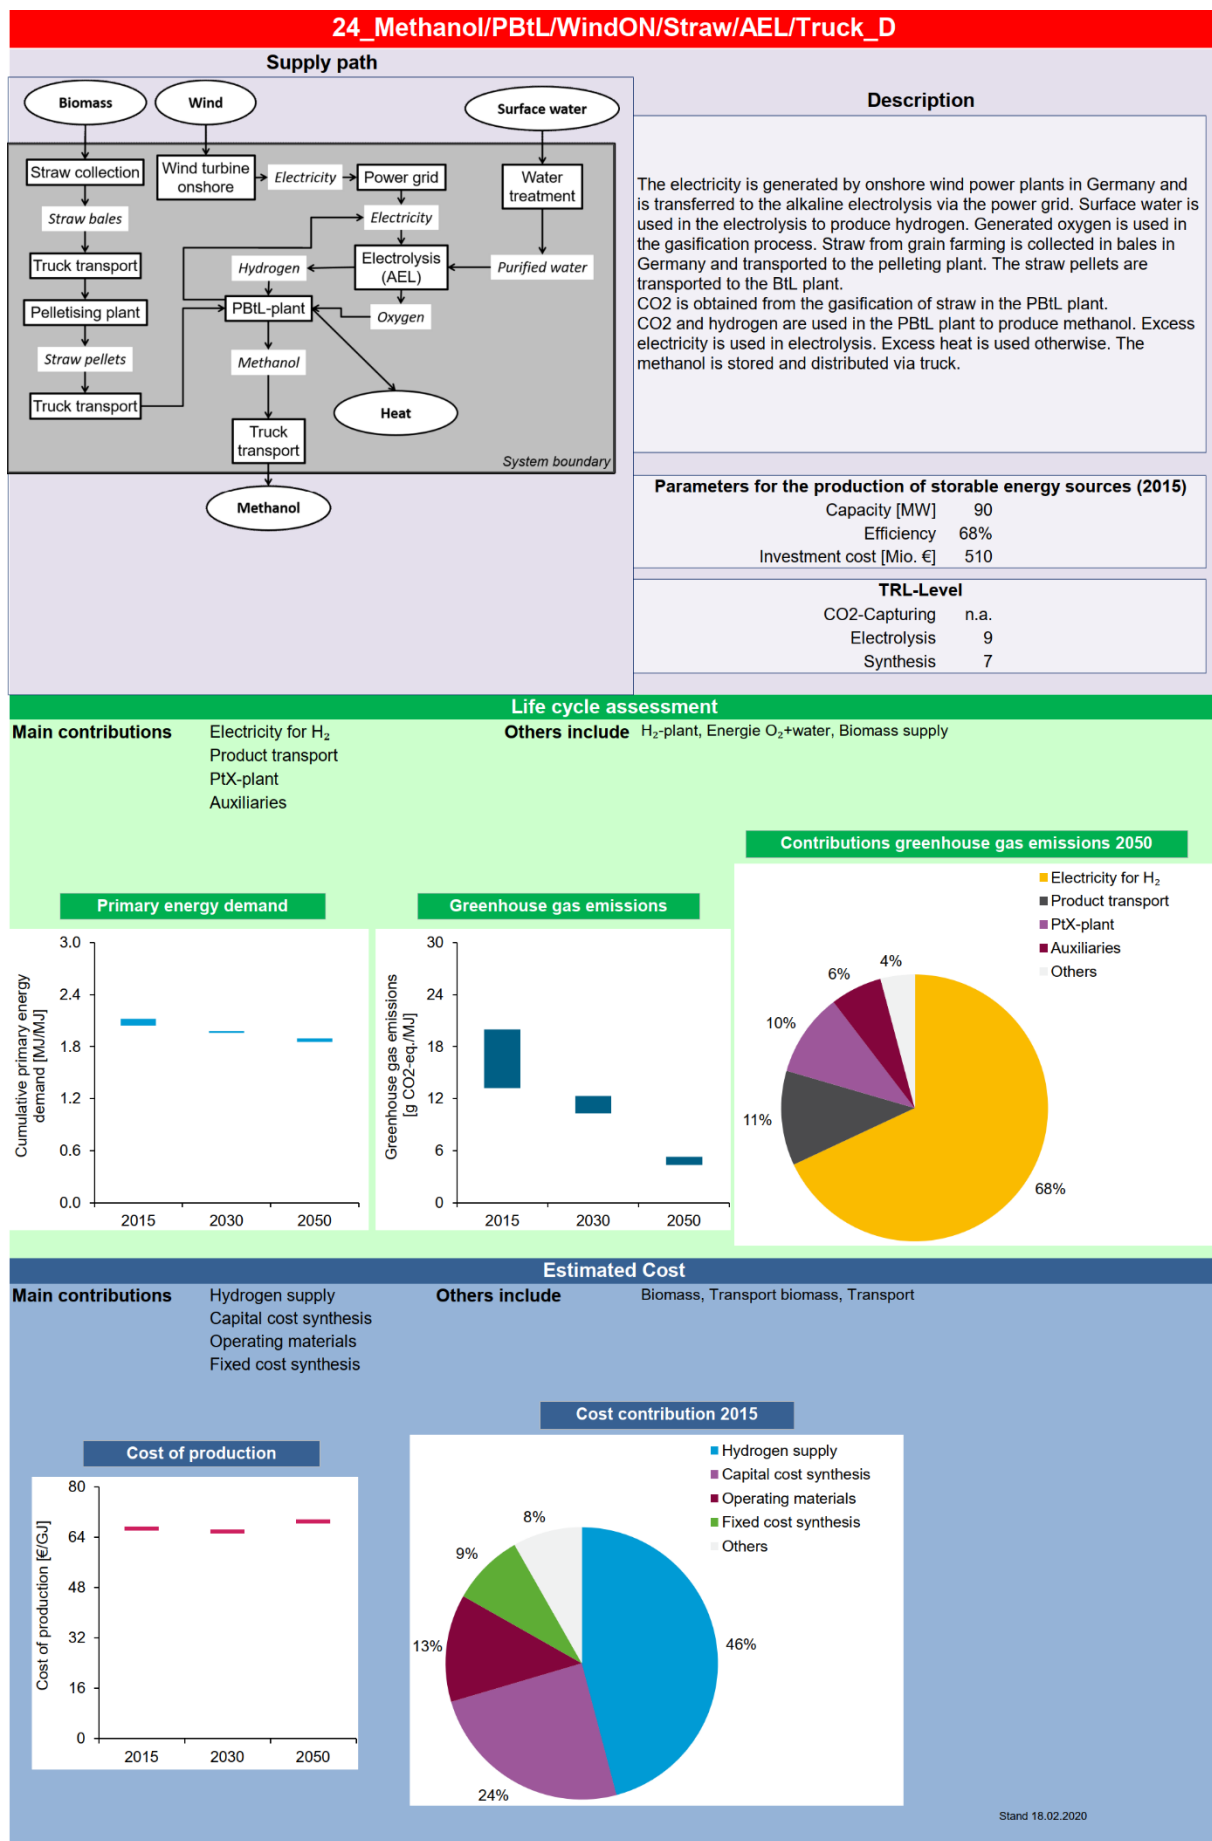 24_Methanol/PBtL/WindON/Straw/AEL/Truck_D
Supply path
Biomass
Wind
Surface water
Straw collection
Wind turbine
onshore
Electricity
Power grid
Water
treatment
Straw bales
Electricity
Truck transport
Hydrogen
Electrolysis
(AEL)
Purified water
Pelletising plant
PBtL-plant
Oxygen
Straw pellets
Methanol
Truck transport
Heat
Truck
transport
System boundary
Methanol
Description
The electricity is generated by onshore wind power plants in Germany and
is transferred to the alkaline electrolysis via the power grid. Surface water is
used in the electrolysis to produce hydrogen. Generated oxygen is used in
the gasification process. Straw from grain farming is collected in bales in
Germany and transported to the pelleting plant. The straw pellets are
transported to the BtL plant.
CO2 is obtained from the gasification of straw in the PBtL plant.
CO2 and hydrogen are used in the PBtL plant to produce methanol. Excess
electricity is used in electrolysis. Excess heat is used otherwise. The
methanol is stored and distributed via truck.
Parameters for the production of storable energy sources (2015)
Capacity [MW] 90
Efficiency 68%
Investment cost [Mio. €] 510
TRL-Level
CO2-Capturing n.a.
Electrolysis 9
Synthesis 7
Life cycle assessment
Main contributions
Electricity for H₂
Product transport
PtX-plant
Auxiliaries
Others include H₂-plant, Energie O₂+water, Biomass supply
Primary energy demand
Cumulative primary energy
demand [MJ/MJ]
3.0
2.4
1.8
1.2
0.6
0.0
2015 2030 2050
Greenhouse gas emissions
Greenhouse gas emissions
[g CO2-eq./MJ]
30
24
18
12
6
0
2015 2030 2050
Contributions greenhouse gas emissions 2050
Electricity for H₂
Product transport
PtX-plant
Auxiliaries
Others
4%
6%
10%
11%
68%
Estimated Cost
Main contributions
Hydrogen supply
Capital cost synthesis
Operating materials
Fixed cost synthesis
Others include Biomass, Transport biomass, Transport
Cost of production
Cost of production [€/GJ]
80
64
48
32
16
0
2015 2030 2050
Cost contribution 2015
Hydrogen supply
Capital cost synthesis
Operating materials
Fixed cost synthesis
Others
8%
9%
13%
46%
24%
Stand 18.02.2020